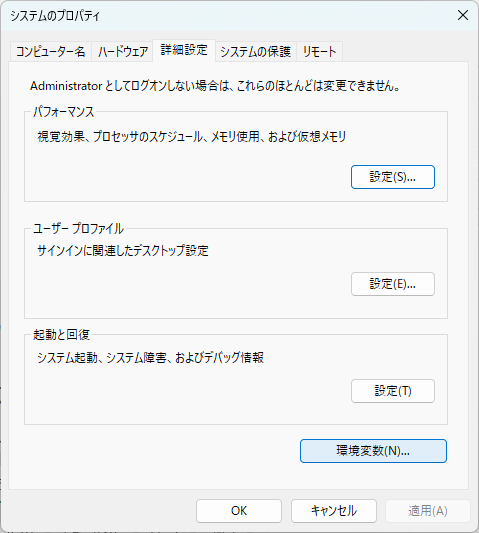 システムのプロパティ
コンピューター名 ハードウェア 詳細設定 システムの保護 リモート
Administrator としてログオンしない場合は、これらのほとんどは変更できません。
パフォーマンス
視覚効果、プロセッサのスケジュール、メモリ使用、および仮想メモリ
設定(S)...
ユーザー プロファイル
サインインに関連したデスクトップ設定
設定(E)...
起動と回復
システム起動、システム障害、およびデバッグ情報
設定(T)
環境変数(N)...
OK キャンセル 適用(A)